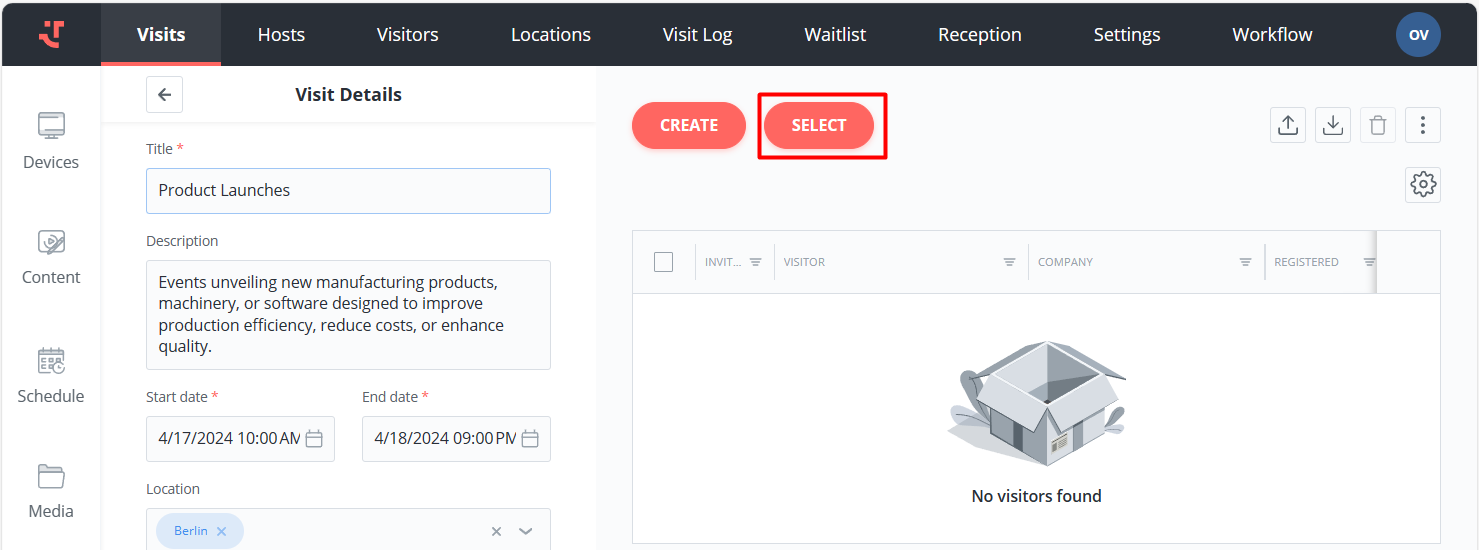 Visits Hosts Visitors Locations Visit Log Waitlist Reception Settings Workflow OV
Devices
Content
Schedule
Media
Visit Details
Title *
Product Launches
Description
Events unveiling new manufacturing products,
machinery, or software designed to improve
production efficiency, reduce costs, or enhance
quality.
Start date * End date *
4/17/2024 10:00 AM 4/18/2024 09:00 PM
Location
Berlin
CREATE SELECT
INVIT... VISITOR COMPANY REGISTERED
No visitors found